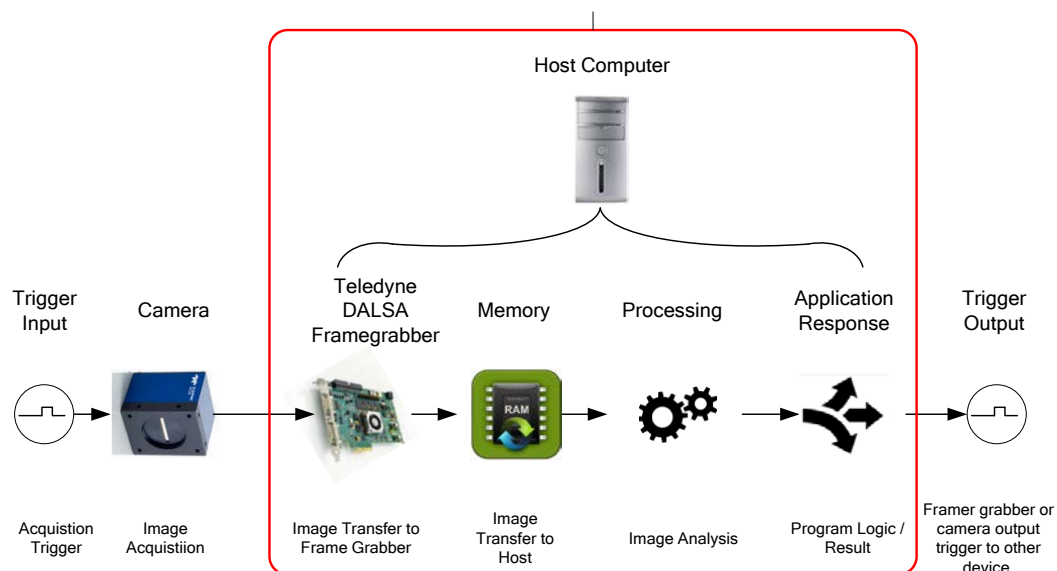 Host Computer
Trigger
Input
Camera
Teledyne
DALSA
Framegrabber
Memory
Processing
Application
Response
Trigger
Output
RAM
Acquistion
Trigger
Image
Acquistiion
Image Transfer to
Frame Grabber
Image
Transfer to
Host
Image Analysis
Program Logic /
Result
Framer grabber or
camera output
trigger to other
device